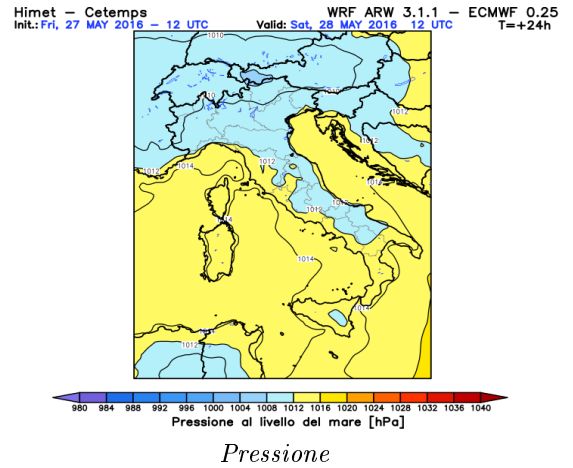 Himet – Cetemps WRF ARW 3.1.1 – ECMWF 0.25
Init.: Fri, 27 MAY 2016 – 12 UTC Valid: Sat, 28 MAY 2016 12 UTC T=+24h
1010
1010
1012
1012
1012
1014
1012
1012
1014
1014
1014
1012
980 984 988 992 996 1000 1004 1008 1012 1016 1020 1024 1028 1032 1036 1040
Pressione al livello del mare [hPa]
Pressione